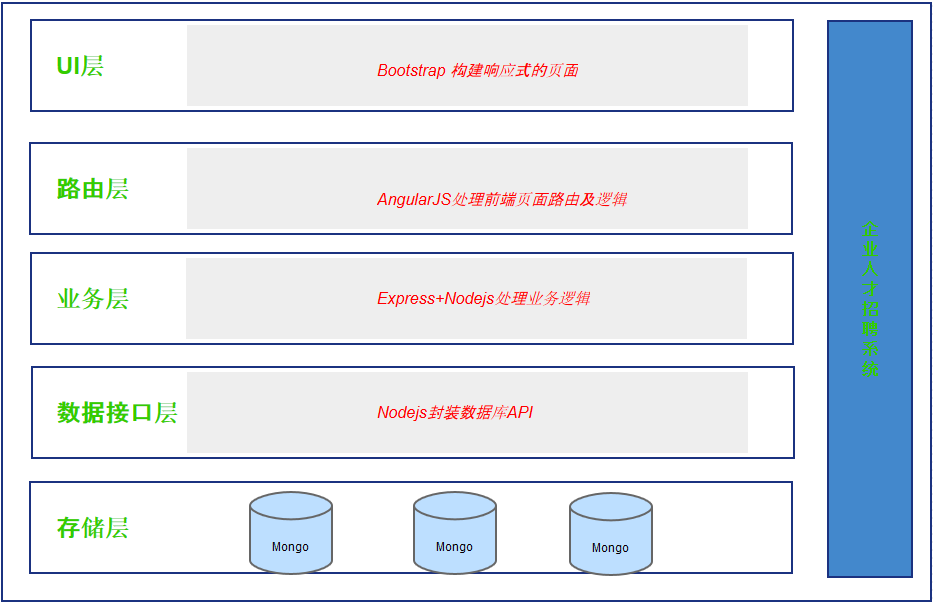 UI层
Bootstrap 构建响应式的页面
路由层
AngularJS处理前端页面路由及逻辑
业务层
Express+Nodejs处理业务逻辑
数据接口层
Nodejs封装数据库API
存储层
Mongo
Mongo
Mongo
企业人才招聘系统